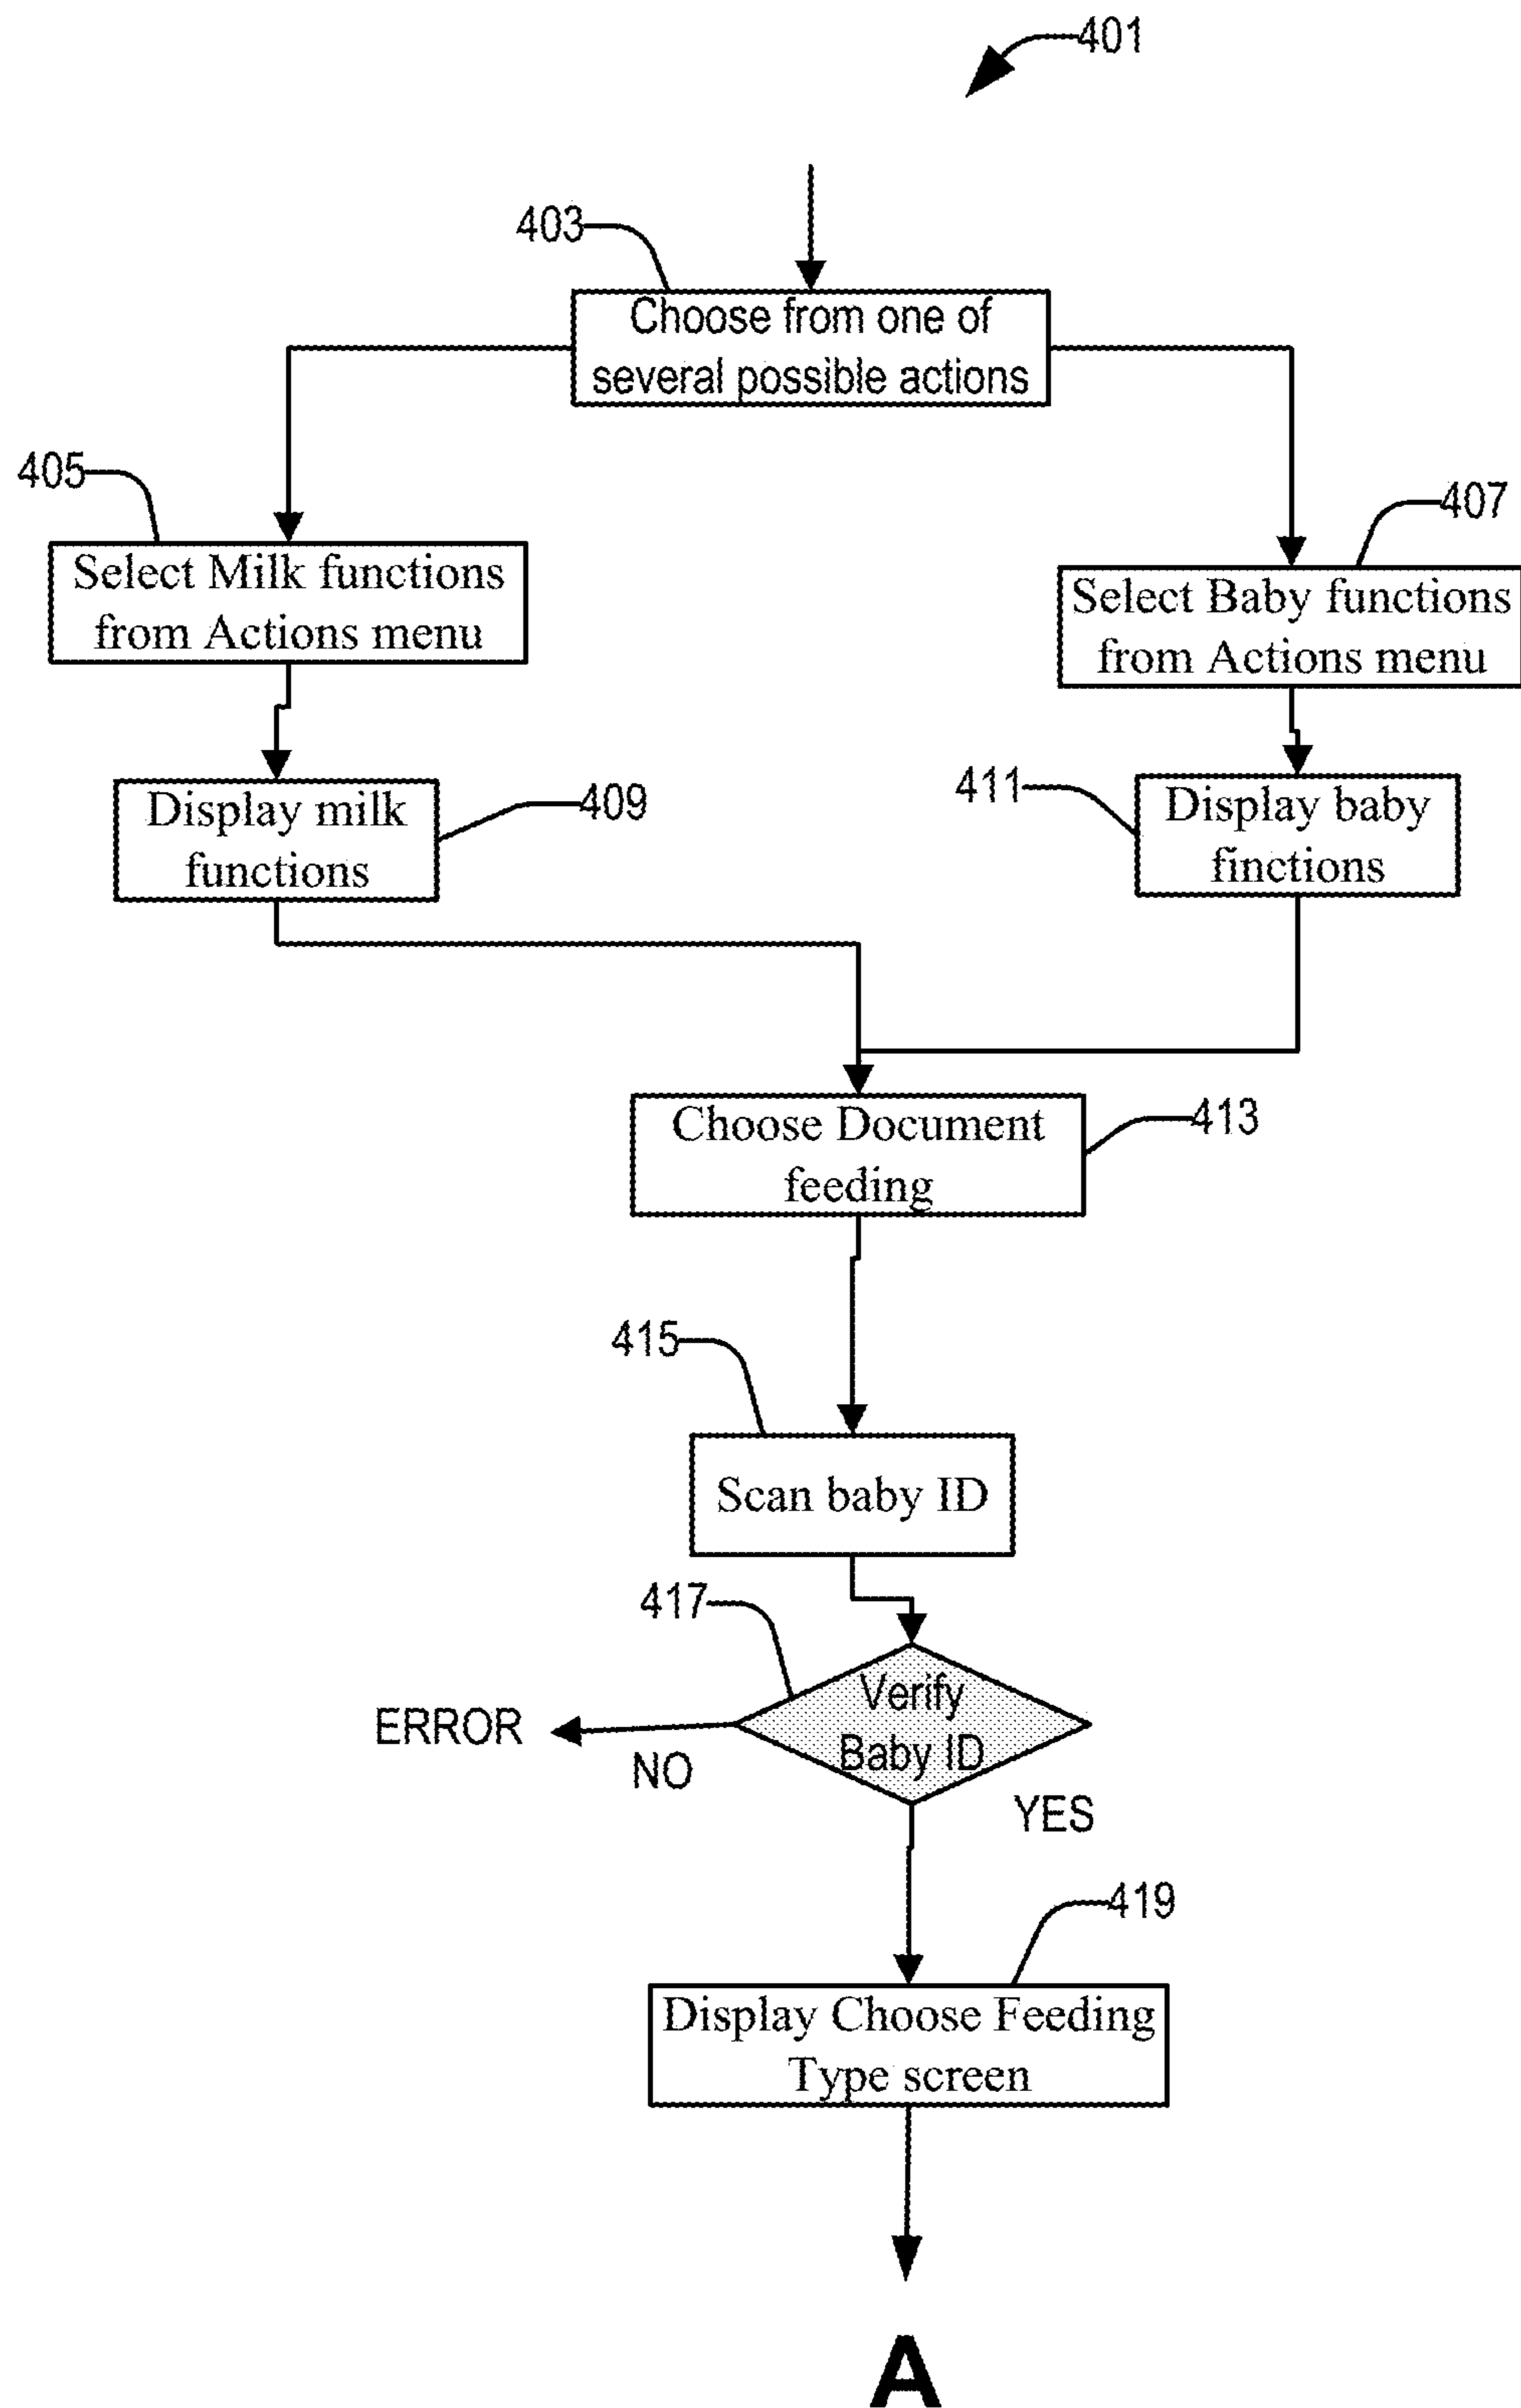 401
403
Choose from one of
several possible actions
405
407
Select Milk functions
from Actions menu
Select Baby functions
from Actions menu
Display milk
functions
409
411
Display baby
finctions
Choose Document
feeding
413
415
Scan baby ID
417
Verify
Baby ID
ERROR
NO
YES
419
Display Choose Feeding
Type screen
A